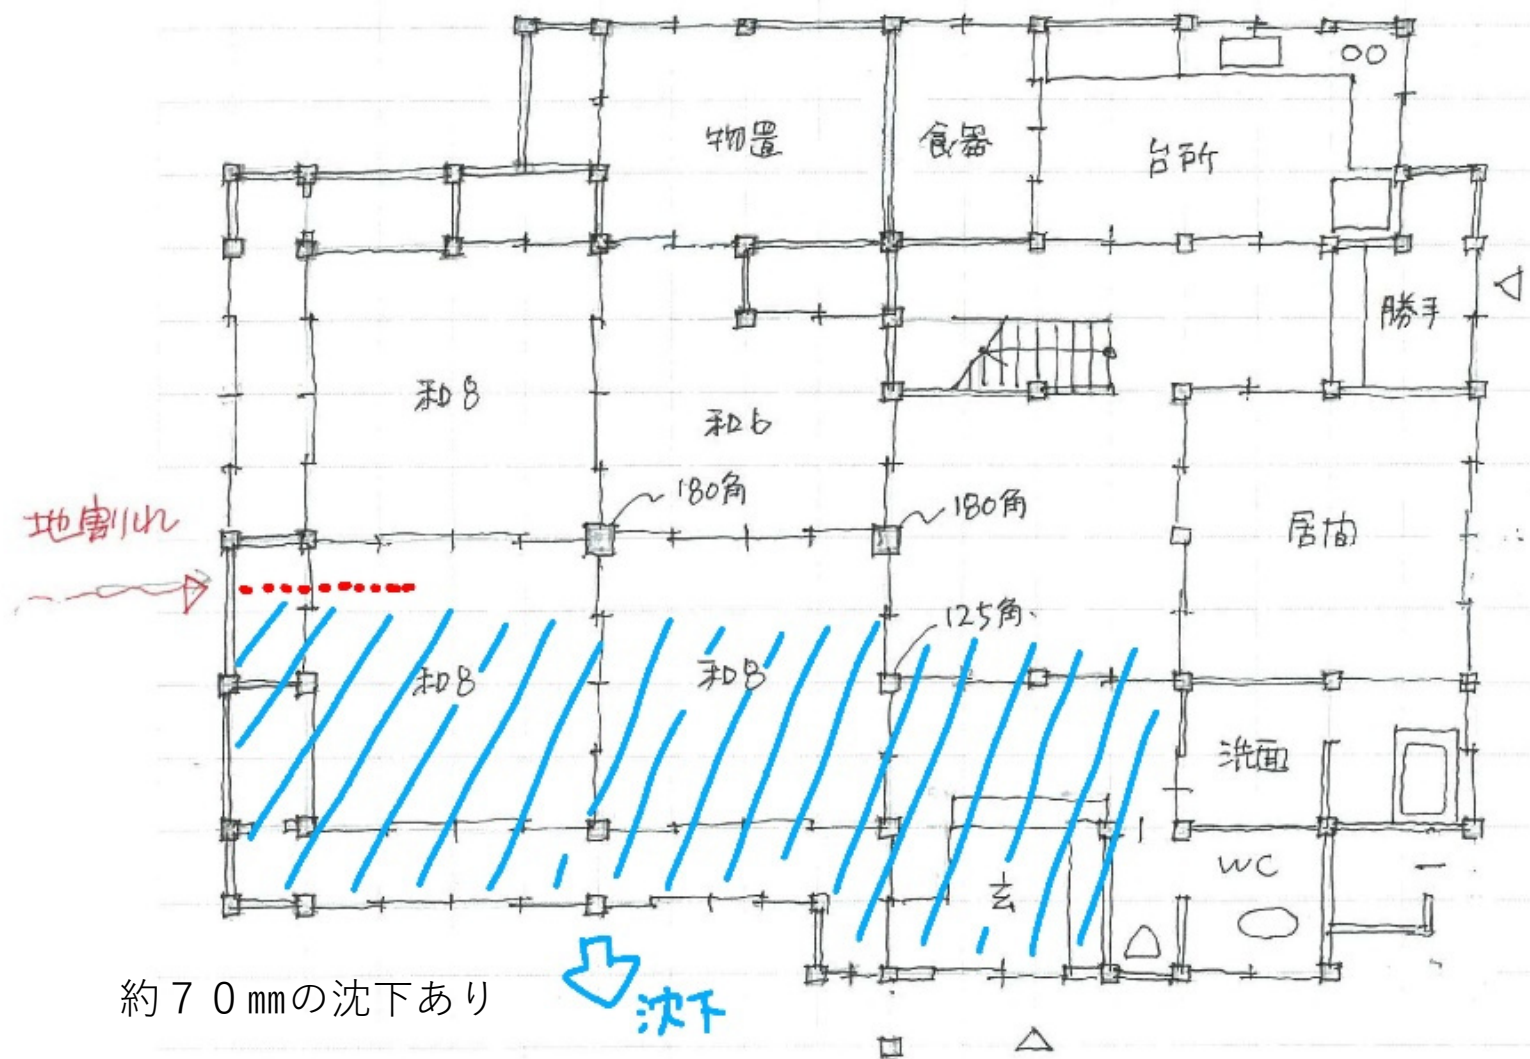 物置
食器
台所
勝手
和8
和6
180角
180角
地割れ
居間
125角
和8
和8
洗面
WC
玄
約７０㎜の沈下あり
沈下